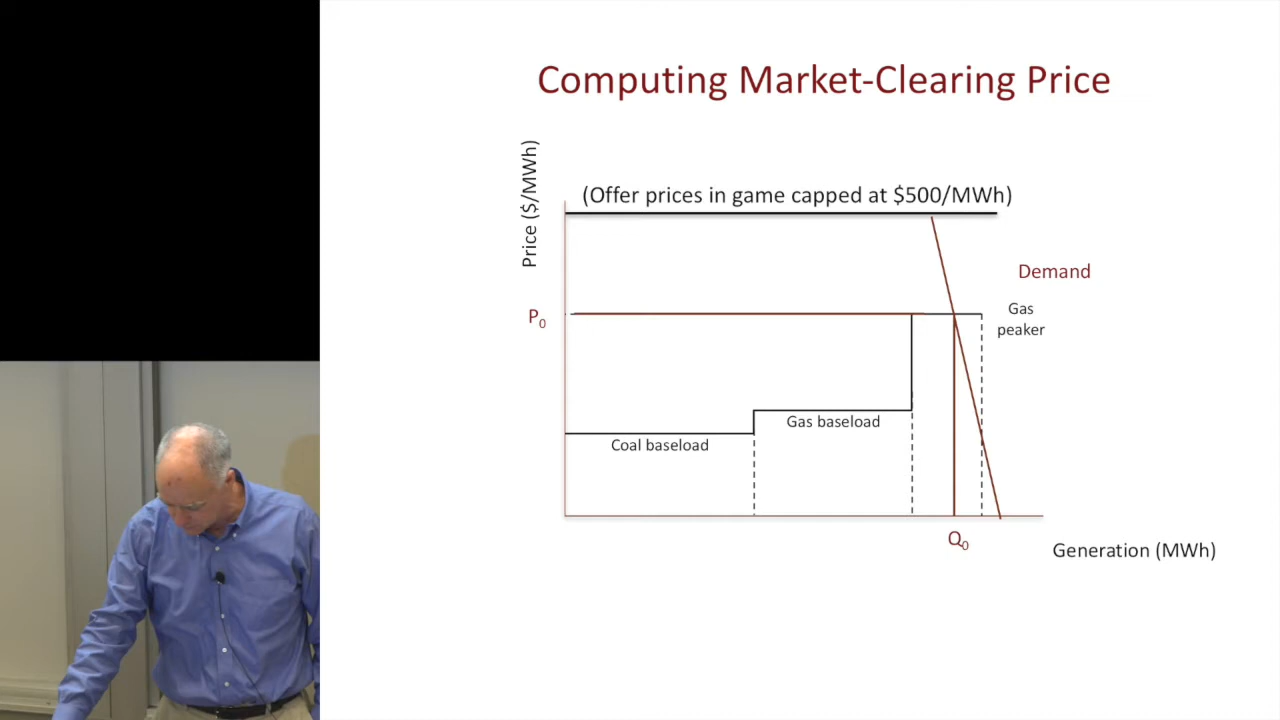 Computing Market-Clearing Price
Price ($/MWh)
(Offer prices in game capped at $500/MWh)
Demand
Gas
peaker
P0
Gas baseload
Coal baseload
Q0
Generation (MWh)